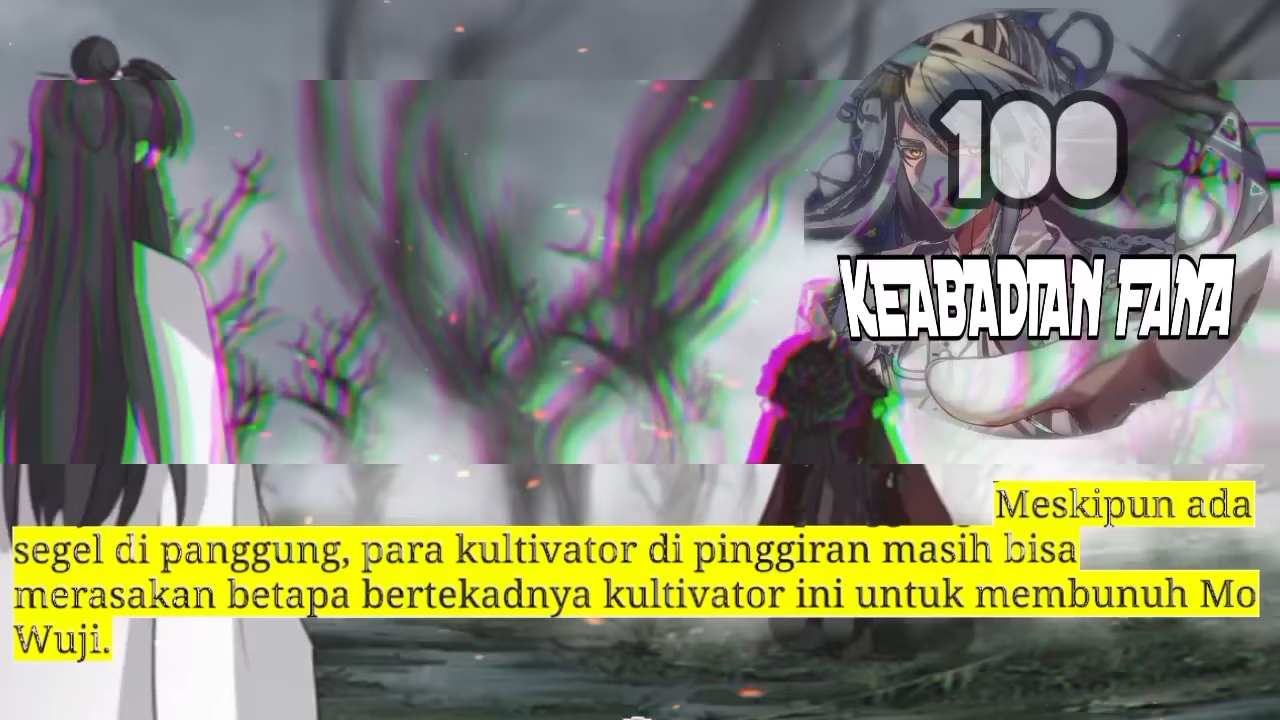 100
KEABADIAN FANA
Meskipun ada
segel di panggung, para kultivator di pinggiran masih bisa
merasakan betapa bertekadnya kultivator ini untuk membunuh Mo
Wuji.